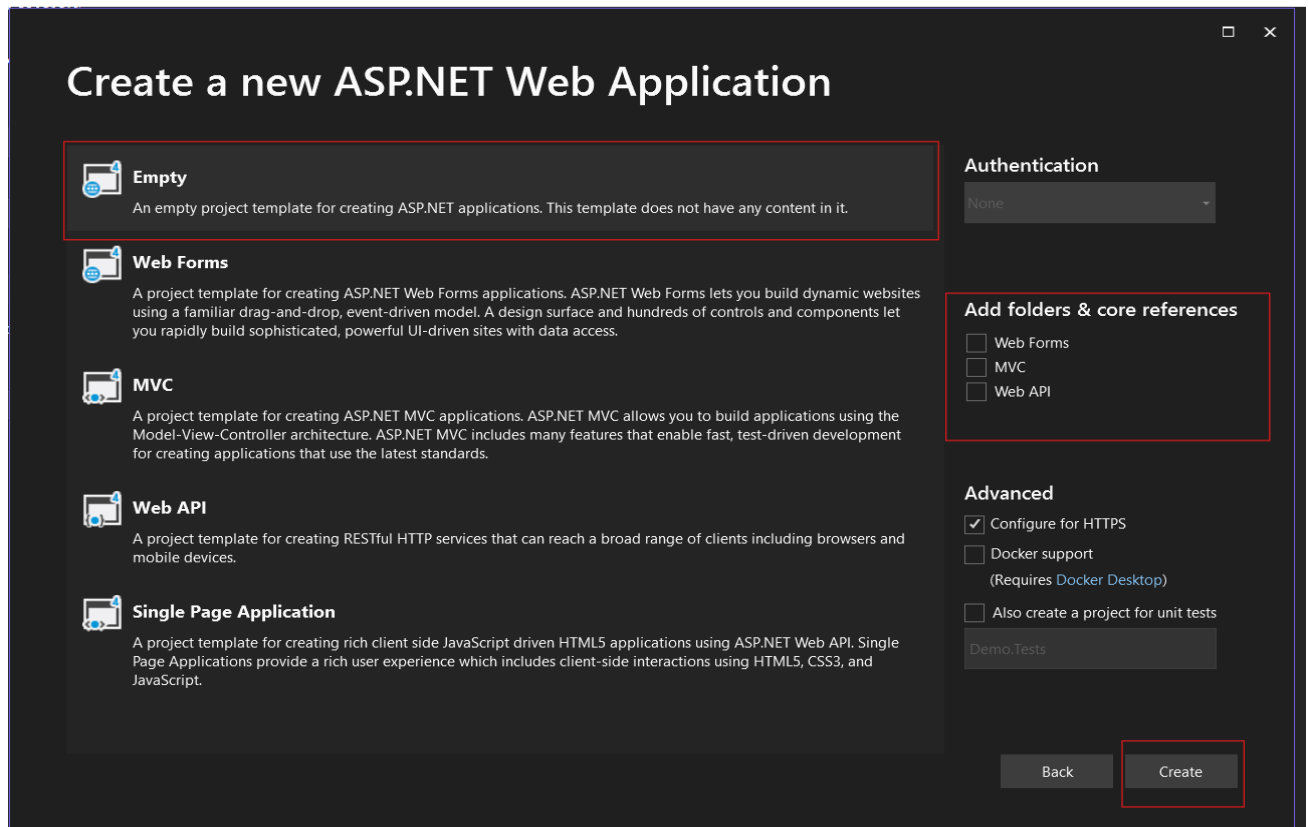 Create a new ASP.NET Web Application
Empty
An empty project template for creating ASP.NET applications. This template does not have any content in it.
Web Forms
A project template for creating ASP.NET Web Forms applications. ASP.NET Web Forms lets you build dynamic websites
using a familiar drag-and-drop, event-driven model. A design surface and hundreds of controls and components let
you rapidly build sophisticated, powerful UI-driven sites with data access.
MVC
A project template for creating ASP.NET MVC applications. ASP.NET MVC allows you to build applications using the
Model-View-Controller architecture. ASP.NET MVC includes many features that enable fast, test-driven development
for creating applications that use the latest standards.
Web API
A project template for creating RESTful HTTP services that can reach a broad range of clients including browsers and
mobile devices.
Single Page Application
A project template for creating rich client side JavaScript driven HTML5 applications using ASP.NET Web API. Single
Page Applications provide a rich user experience which includes client-side interactions using HTML5, CSS3, and
JavaScript.
Authentication
None
Add folders & core references
Web Forms
MVC
Web API
Advanced
Configure for HTTPS
Docker support
(Requires Docker Desktop)
Also create a project for unit tests
Demo.Tests
Back
Create